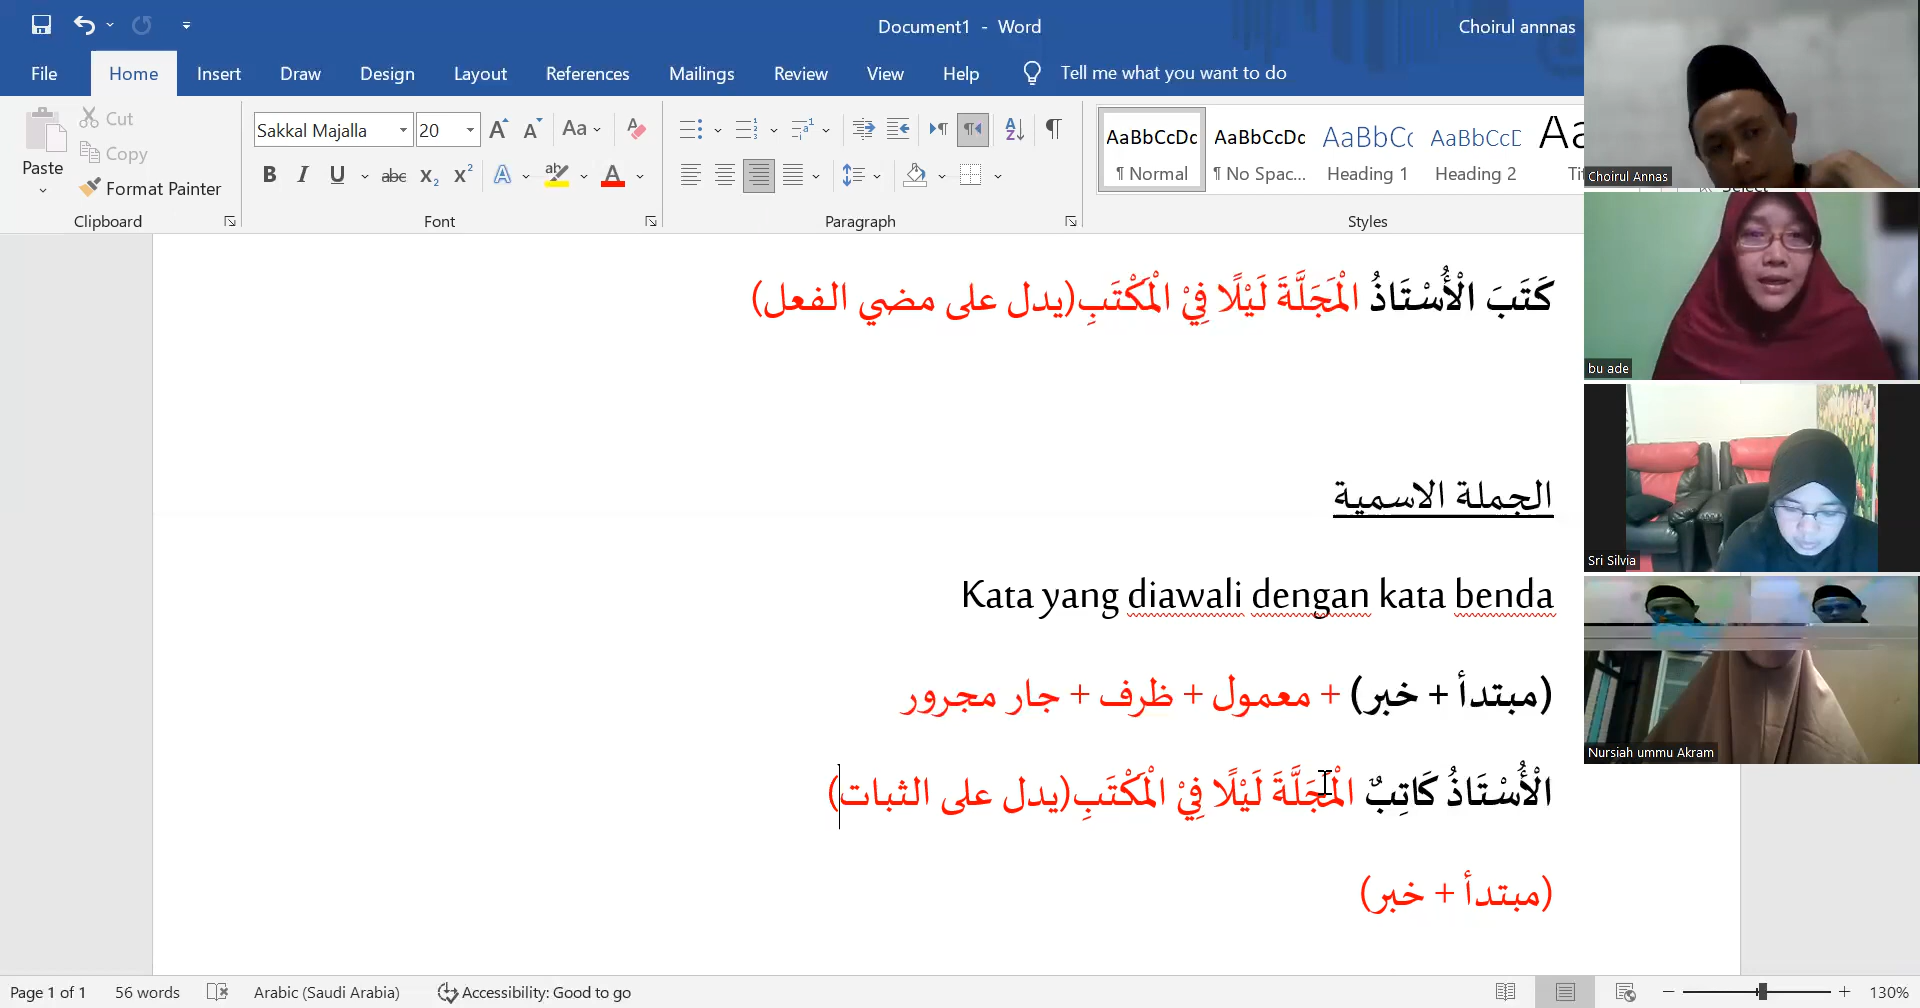 Document1 - Word
Choirul annnas
File Home Insert Draw Design Layout References Mailings Review View Help Tell me what you want to do
Paste
Cut
Copy
Format Painter
Clipboard
Sakkal Majalla 20
Font
Paragraph
AaBbCcDc AaBbCcDc AaBbCc AaBbCcD
¶ Normal ¶ No Spac... Heading 1 Heading 2
Styles
Choirul Annas
bu ade
Sri Silvia
Nursiah ummu Akram
كَتَبَ الْأُسْتَاذُ الْمَجَلَّةَ لَيْلًا فِيْ الْمَكْتَبِ(يدل على مضي الفعل)
الجملة الاسمية
Kata yang diawali dengan kata benda
(مبتدأ + خبر) + معمول + ظرف + جار مجرور
الْأُسْتَاذُ كَاتِبٌ الْمَجَلَّةَ لَيْلًا فِيْ الْمَكْتَبِ(يدل على الثبات)
(مبتدأ + خبر)
Page 1 of 1 56 words Arabic (Saudi Arabia) Accessibility: Good to go 130%